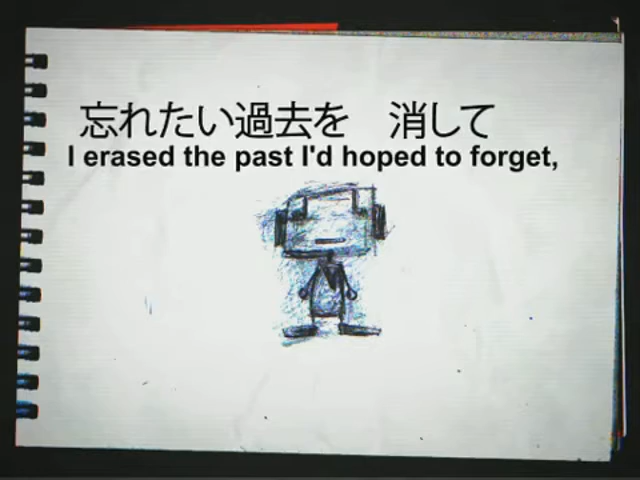 忘れたい過去を　消して
I erased the past I'd hoped to forget,